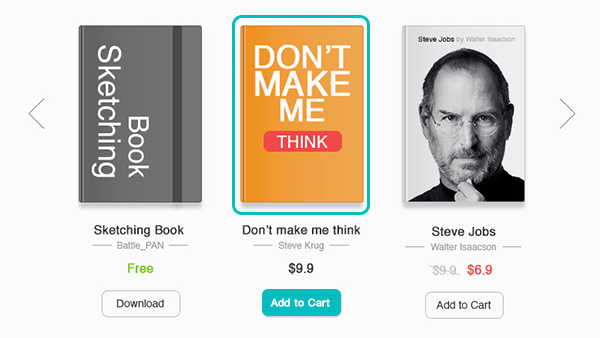 Sketching
Book
DON'T
MAKE
ME
THINK
Steve Jobs by Walter Isaacson
Sketching Book
Battle_PAN
Free
Download
Don't make me think
Steve Krug
$9.9
Add to Cart
Steve Jobs
Walter Isaacson
$9.9 $6.9
Add to Cart